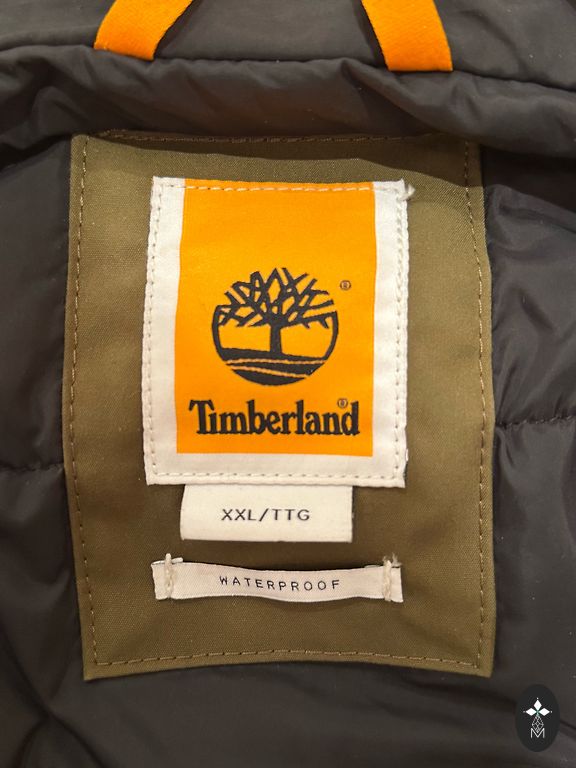 ®
Timberland®
XXL/TTG
WATERPROOF
M